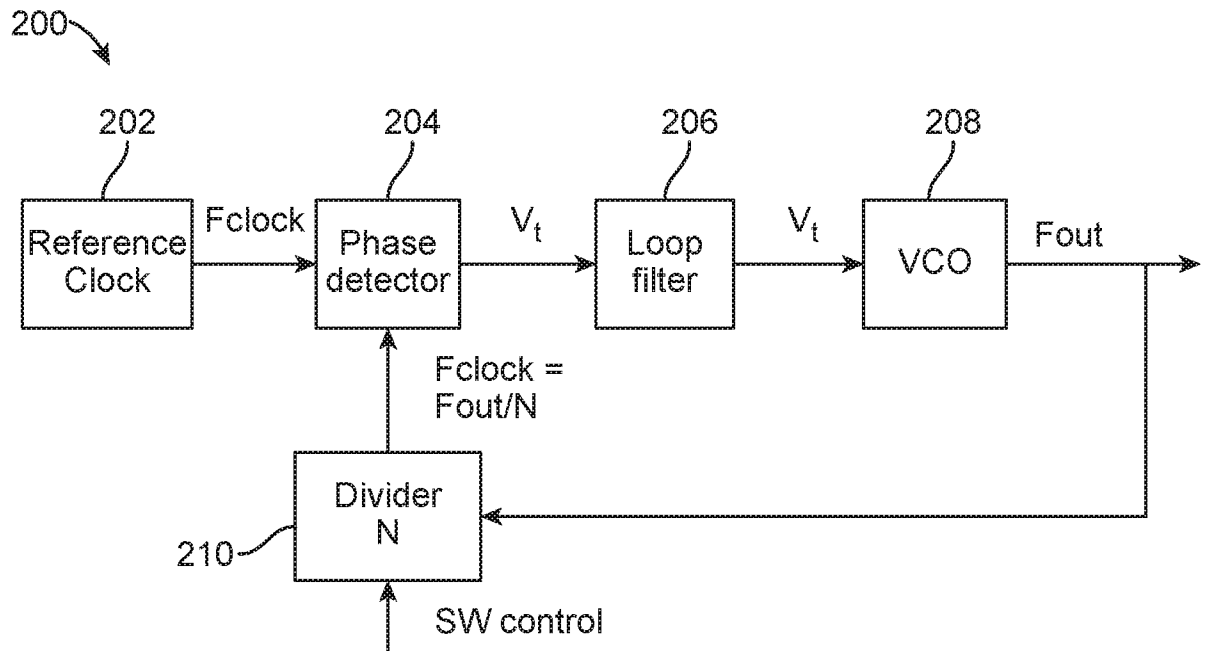 200
202
204
206
208
Reference
Clock
Fclock
Phase
detector
Vt
Loop
filter
Vt
VCO
Fout
Fclock =
Fout/N
Divider
N
210
SW control